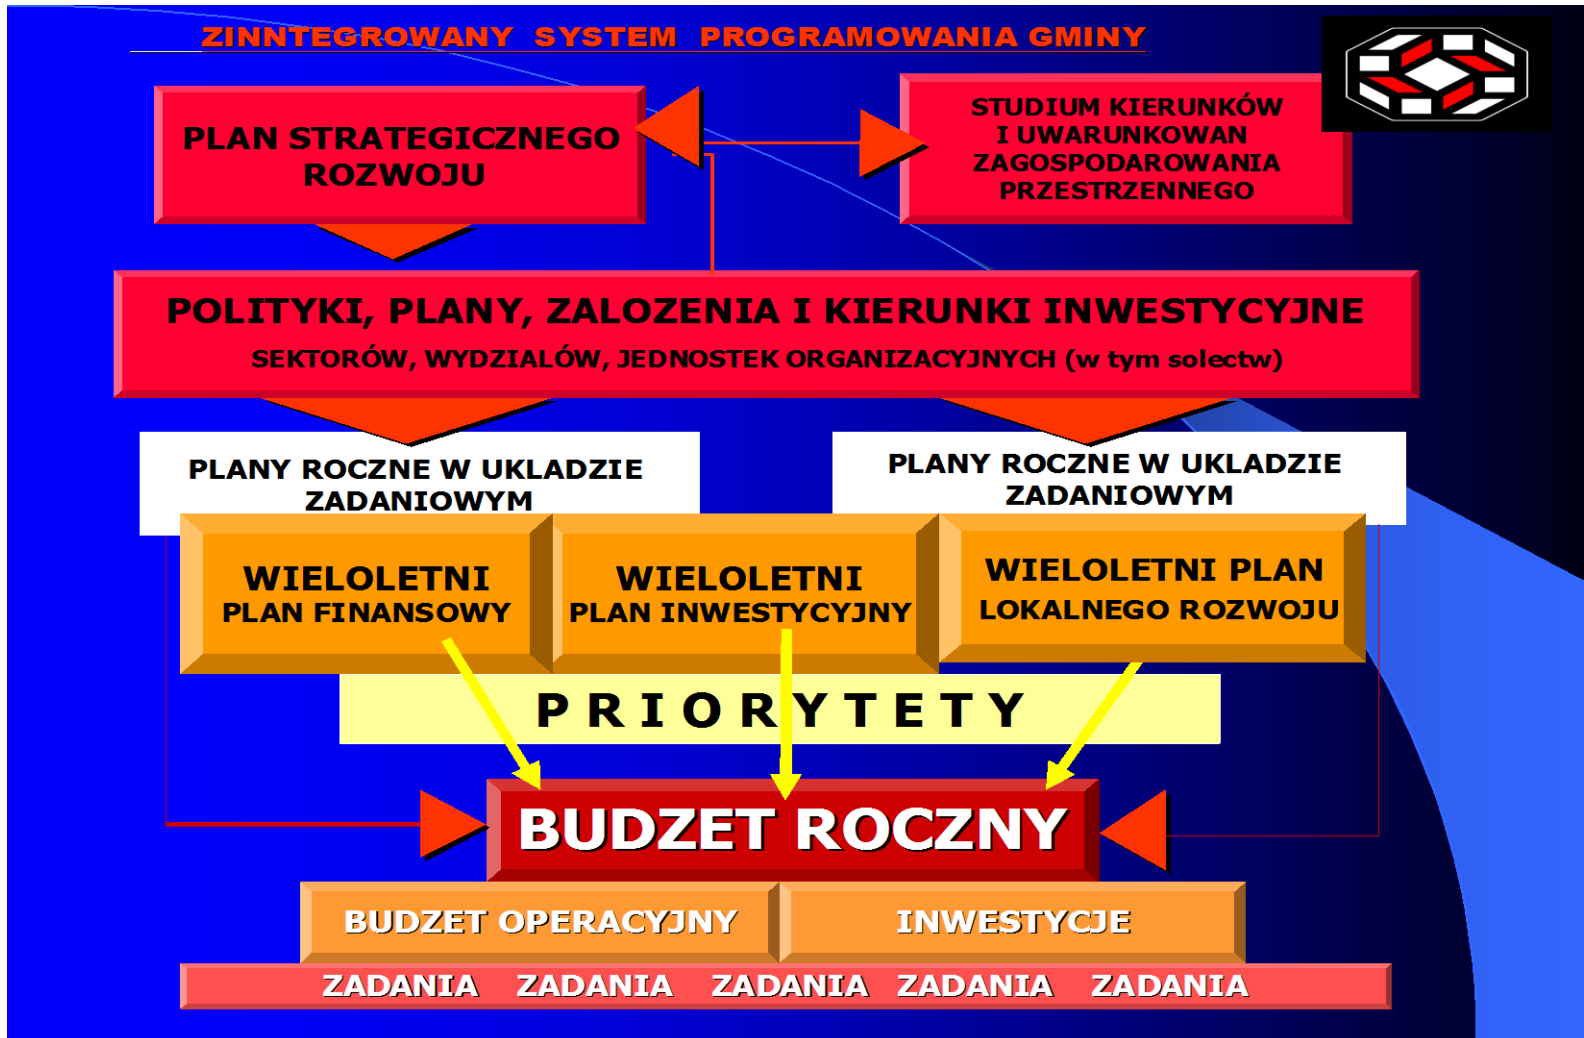 ZINNTEGROWANY SYSTEM PROGRAMOWANIA GMINY
PLAN STRATEGICZNEGO
ROZWOJU
STUDIUM KIERUNKÓW
I UWARUNKOWAN
ZAGOSPODAROWANIA
PRZESTRZENNEGO
POLITYKI, PLANY, ZALOZENIA I KIERUNKI INWESTYCYJNE
SEKTORÓW, WYDZIALÓW, JEDNOSTEK ORGANIZACYJNYCH (w tym solectw)
PLANY ROCZNE W UKLADZIE
ZADANIOWYM
PLANY ROCZNE W UKLADZIE
ZADANIOWYM
WIELOLETNI
PLAN FINANSOWY
WIELOLETNI
PLAN INWESTYCYJNY
WIELOLETNI PLAN
LOKALNEGO ROZWOJU
P R I O R Y T E T Y
BUDZET ROCZNY
BUDZET OPERACYJNY
INWESTYCJE
ZADANIA ZADANIA ZADANIA ZADANIA ZADANIA